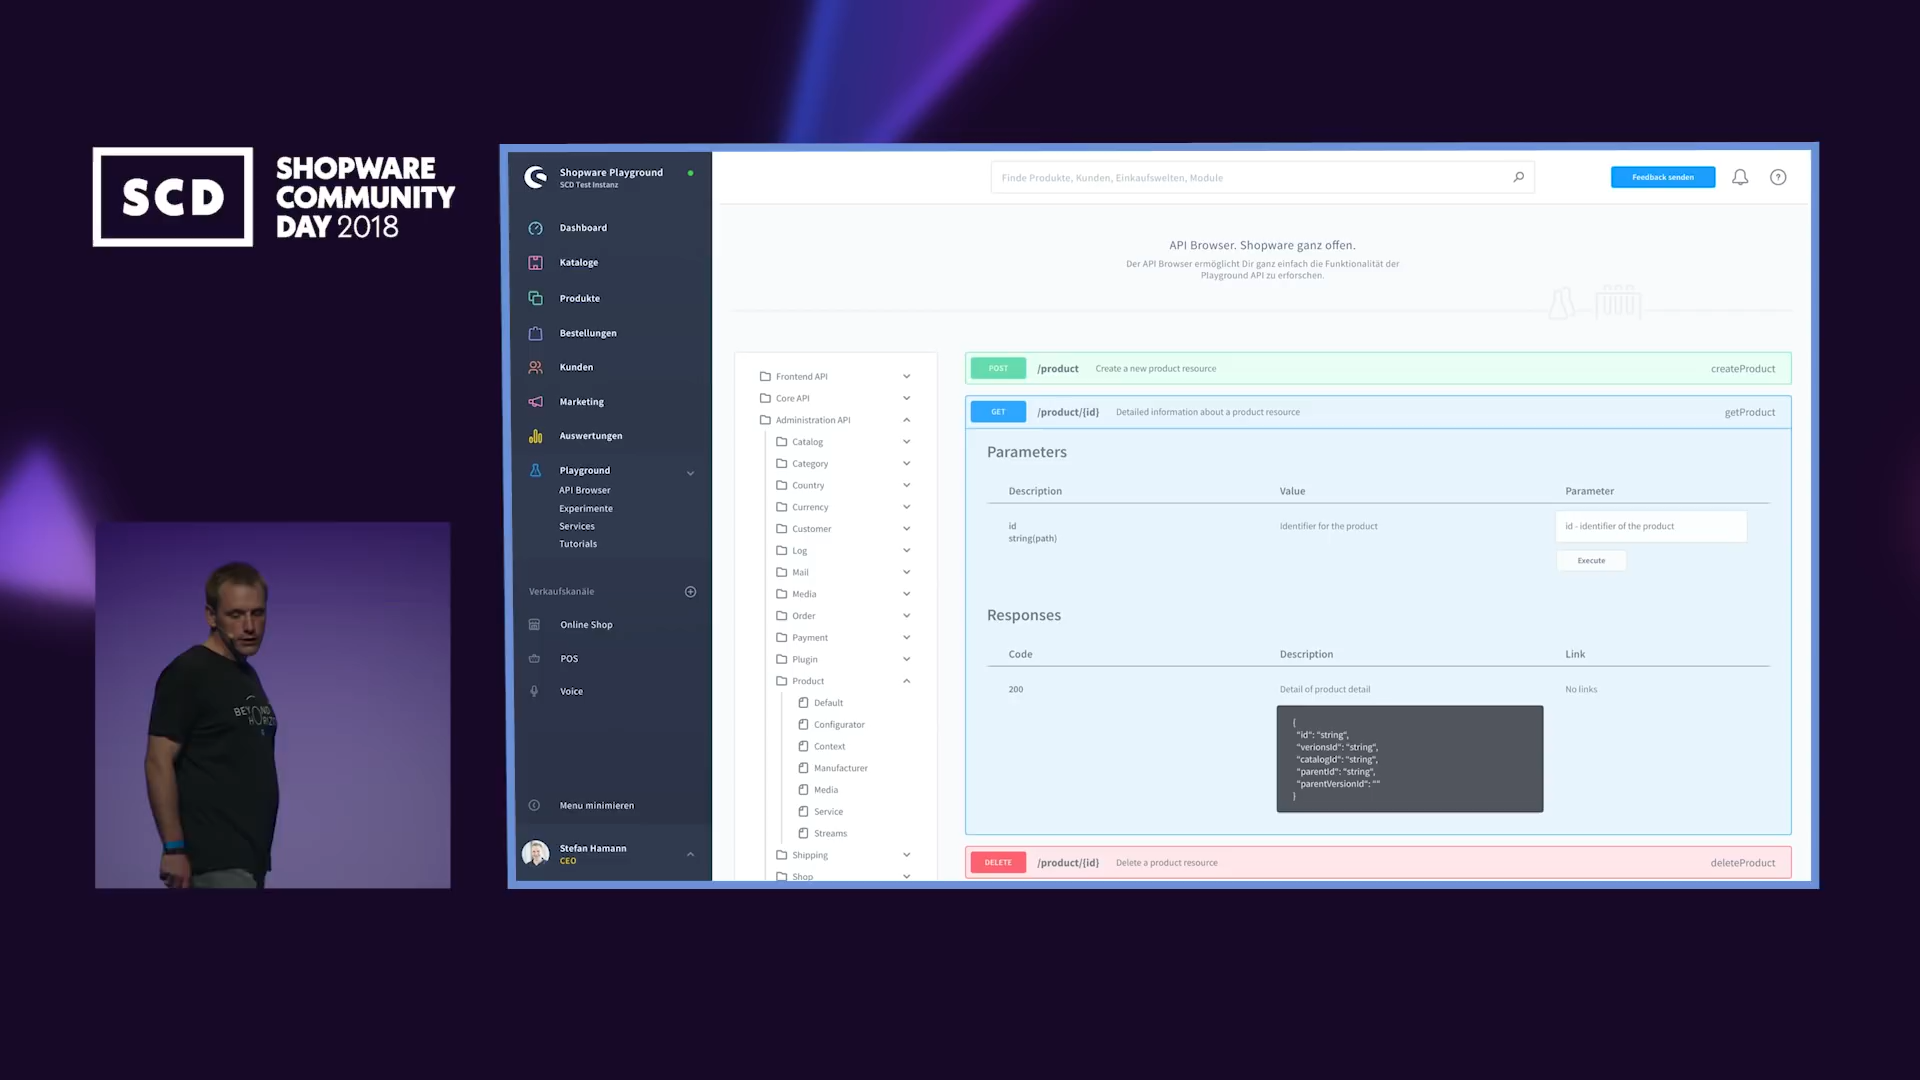 SCD
SHOPWARE
COMMUNITY
DAY 2018
Shopware Playground
SCD Test Instanz
Dashboard
Kataloge
Produkte
Bestellungen
Kunden
Marketing
Auswertungen
Playground
API Browser
Experimente
Services
Tutorials
Verkaufskanäle
Online Shop
POS
Voice
Menu minimieren
Stefan Hamann
CEO
Finde Produkte, Kunden, Einkaufswelten, Module
Feedback senden
?
API Browser. Shopware ganz offen.
Der API Browser ermöglicht Dir ganz einfach die Funktionalität der
Playground API zu erforschen.
Frontend API
Core API
Administration API
Catalog
Category
Country
Currency
Customer
Log
Mail
Media
Order
Payment
Plugin
Product
Default
Configurator
Context
Manufacturer
Media
Service
Streams
Shipping
Shop
POST /product Create a new product resource createProduct
GET /product/{id} Detailed information about a product resource getProduct
Parameters
Description Value Parameter
id Identifier for the product id - identifier of the product
string(path)
Execute
Responses
Code Description Link
200 Detail of product detail No links
{
"id": "string",
"verionsId": "string",
"catalogId": "string",
"parentId": "string",
"parentVersionId": ""
}
DELETE /product/{id} Delete a product resource deleteProduct